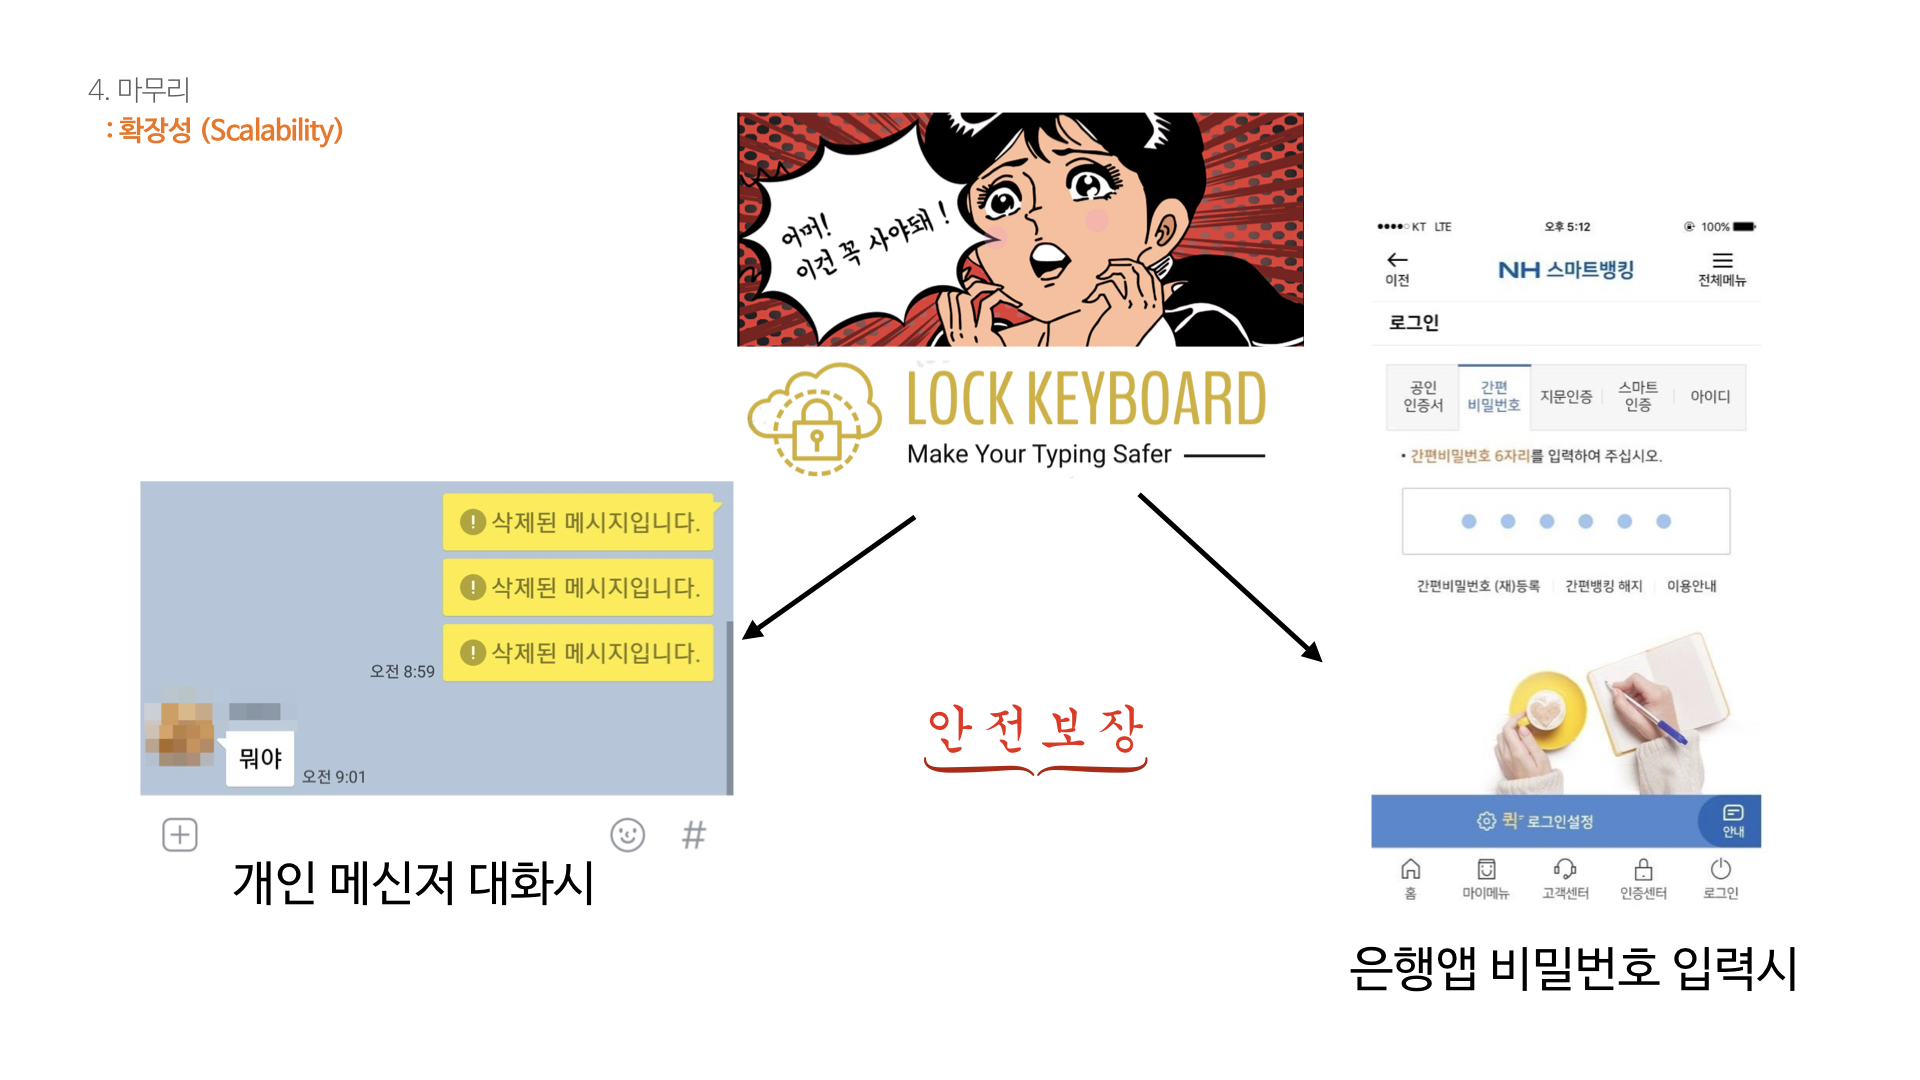 4. 마무리
: 확장성 (Scalability)
어머!
이건 꼭 사야돼!
LOCK KEYBOARD
Make Your Typing Safer
삭제된 메시지입니다.
삭제된 메시지입니다.
삭제된 메시지입니다.
오전 8:59
뭐야
오전 9:01
#
개인 메신저 대화시
안전보장
KT LTE
오후 5:12
100%
이전
NH 스마트뱅킹
전체메뉴
로그인
공인
인증서
간편
비밀번호
지문인증
스마트
인증
아이디
• 간편비밀번호 6자리를 입력하여 주십시오.
간편비밀번호 (재)등록
간편뱅킹 해지
이용안내
퀵 로그인설정
안내
홈
마이메뉴
고객센터
인증센터
로그인
은행앱 비밀번호 입력시